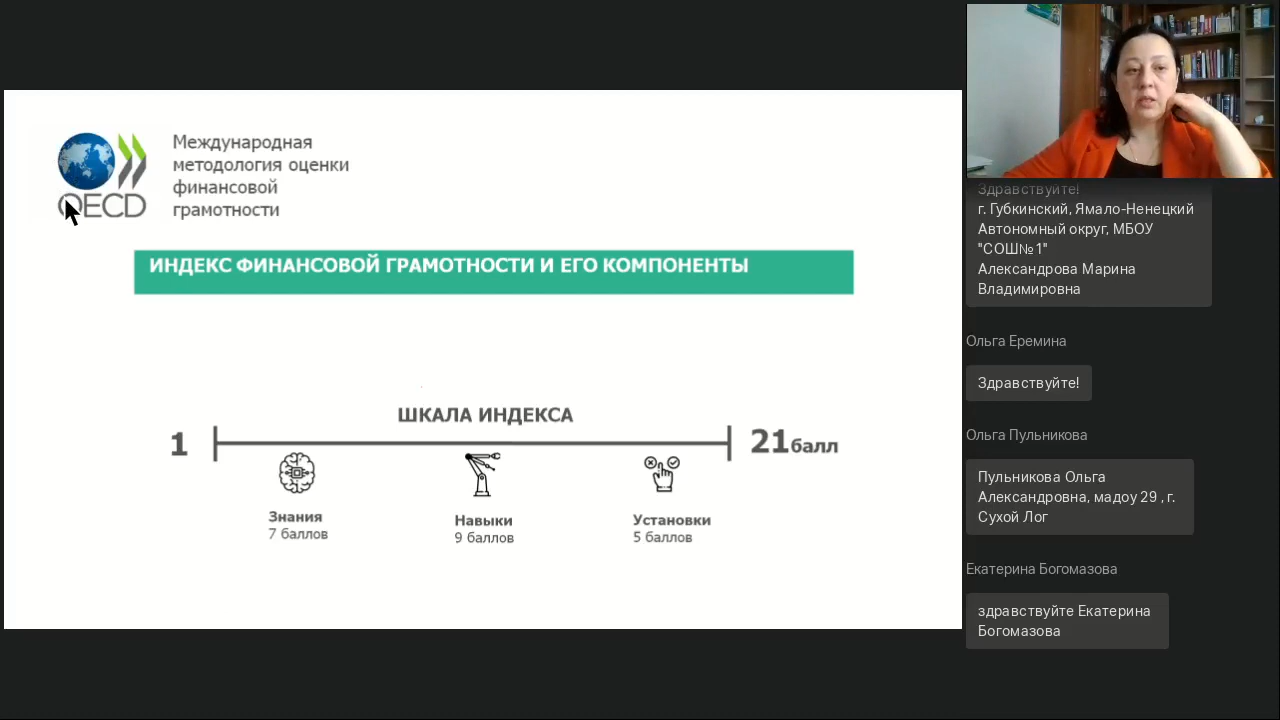 OECD
Международная
методология оценки
финансовой
грамотности
ИНДЕКС ФИНАНСОВОЙ ГРАМОТНОСТИ И ЕГО КОМПОНЕНТЫ
ШКАЛА ИНДЕКСА
1
21балл
Знания
7 баллов
Навыки
9 баллов
Установки
5 баллов
Здравствуйте!
г. Губкинский, Ямало-Ненецкий
Автономный округ, МБОУ
"СОШ№1"
Александрова Марина
Владимировна
Ольга Еремина
Здравствуйте!
Ольга Пульникова
Пульникова Ольга
Александровна, мадоу 29 , г.
Сухой Лог
Екатерина Богомазова
здравствуйте Екатерина
Богомазова